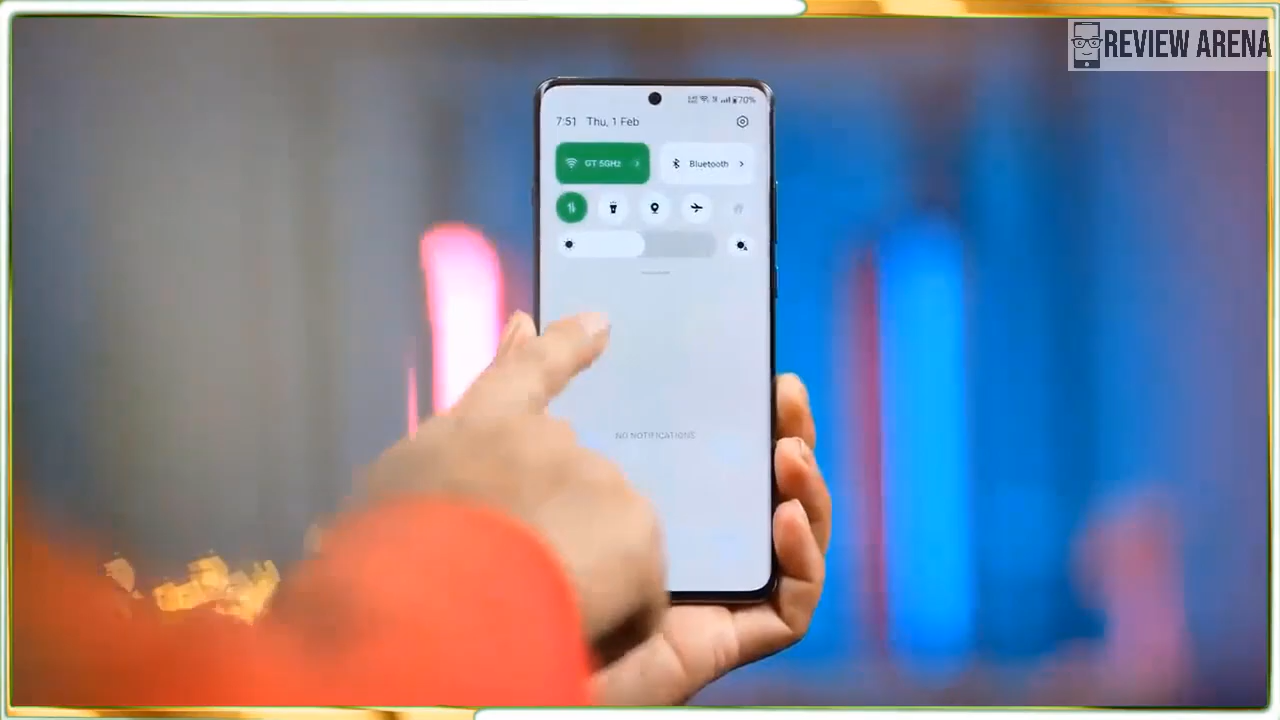 REVIEW ARENA
70%
7:51 Thu, 1 Feb
GT 5GHz
Bluetooth
NO NOTIFICATIONS